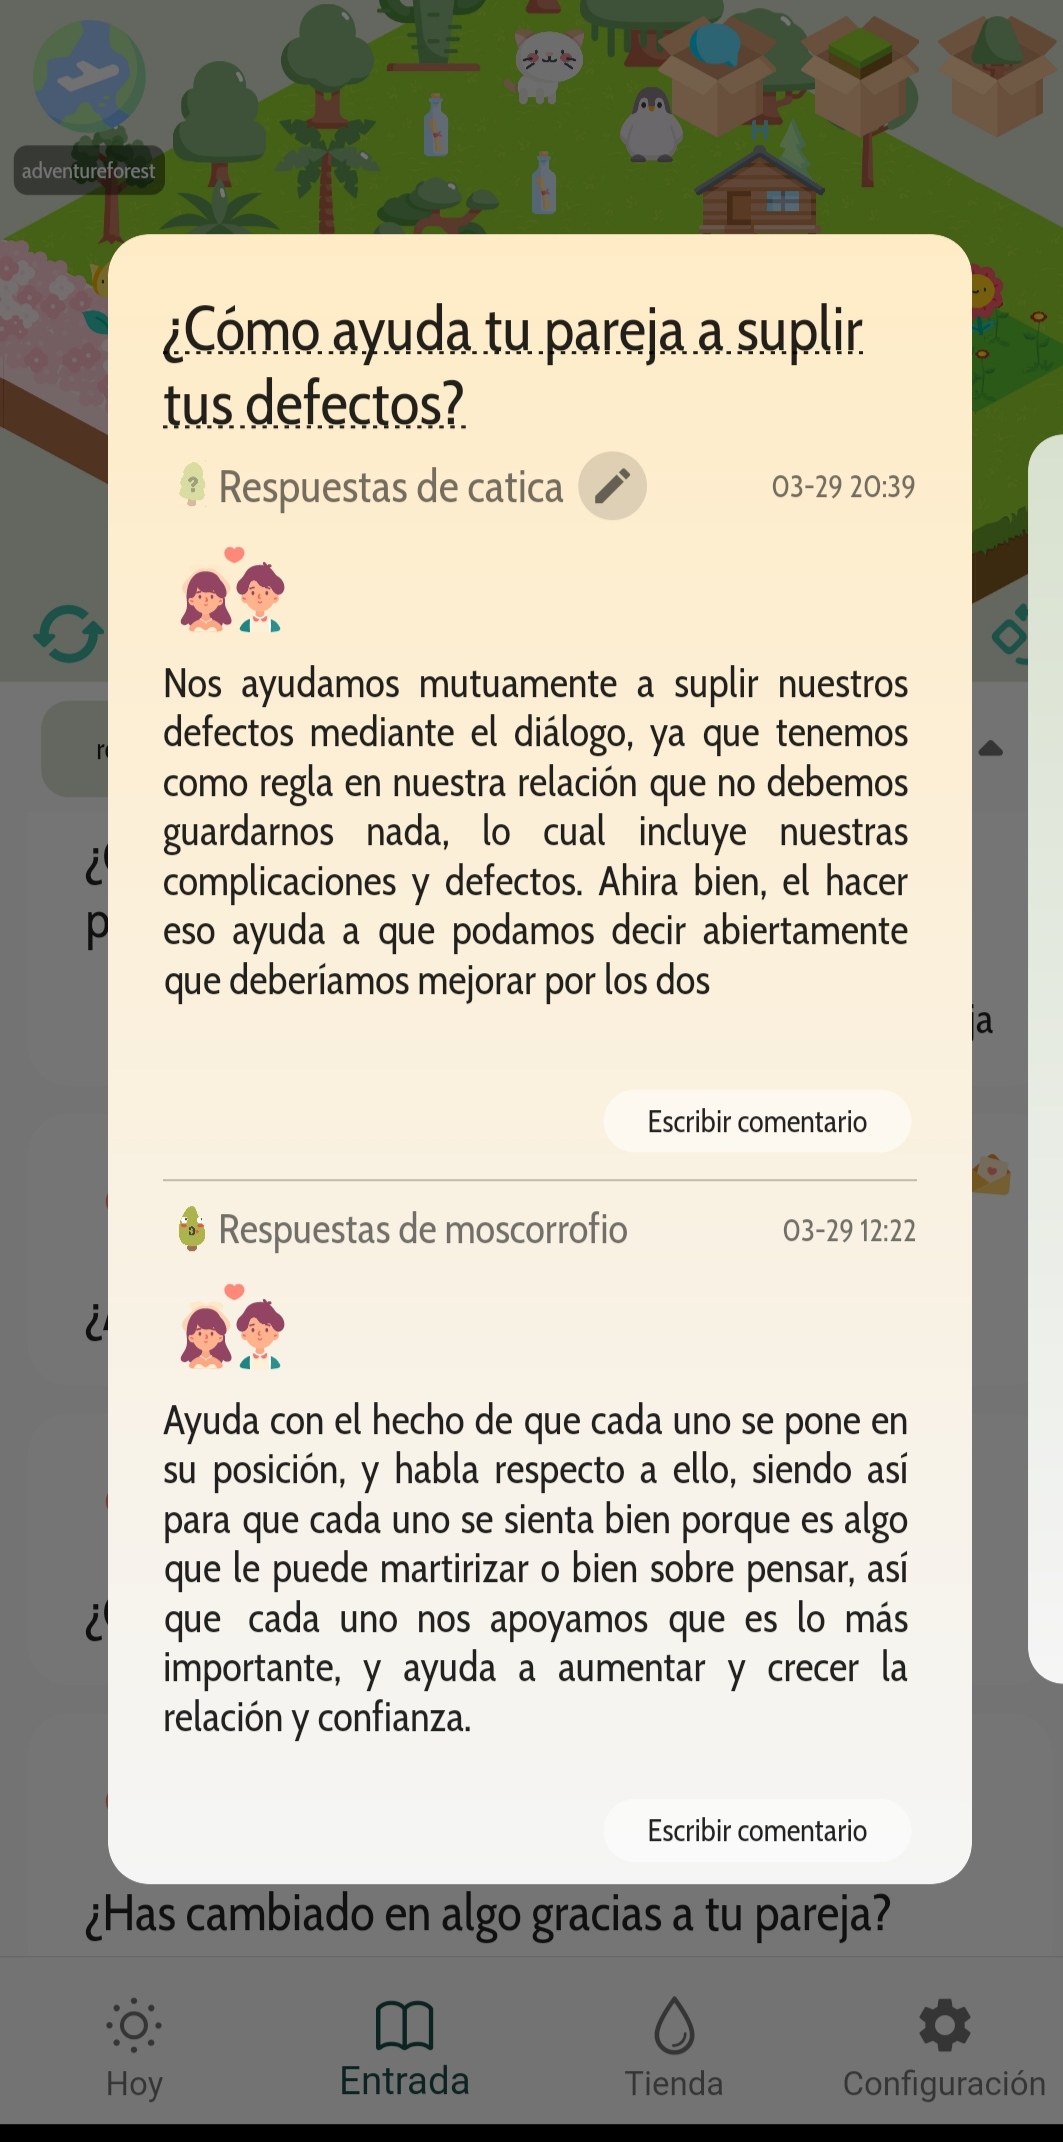 adventureforest
¿Cómo ayuda tu pareja a suplir
tus defectos?
Respuestas de catica
03-29 20:39
Nos ayudamos mutuamente a suplir nuestros
defectos mediante el diálogo, ya que tenemos
como regla en nuestra relación que no debemos
guardarnos nada, lo cual incluye nuestras
complicaciones y defectos. Ahira bien, el hacer
eso ayuda a que podamos decir abiertamente
que deberíamos mejorar por los dos
ja
Escribir comentario
Respuestas de moscorrofio
03-29 12:22
Ayuda con el hecho de que cada uno se pone en
su posición, y habla respecto a ello, siendo así
para que cada uno se sienta bien porque es algo
que le puede martirizar o bien sobre pensar, así
que cada uno nos apoyamos que es lo más
importante, y ayuda a aumentar y crecer la
relación y confianza.
Escribir comentario
¿Has cambiado en algo gracias a tu pareja?
Hoy
Entrada
Tienda
Configuración